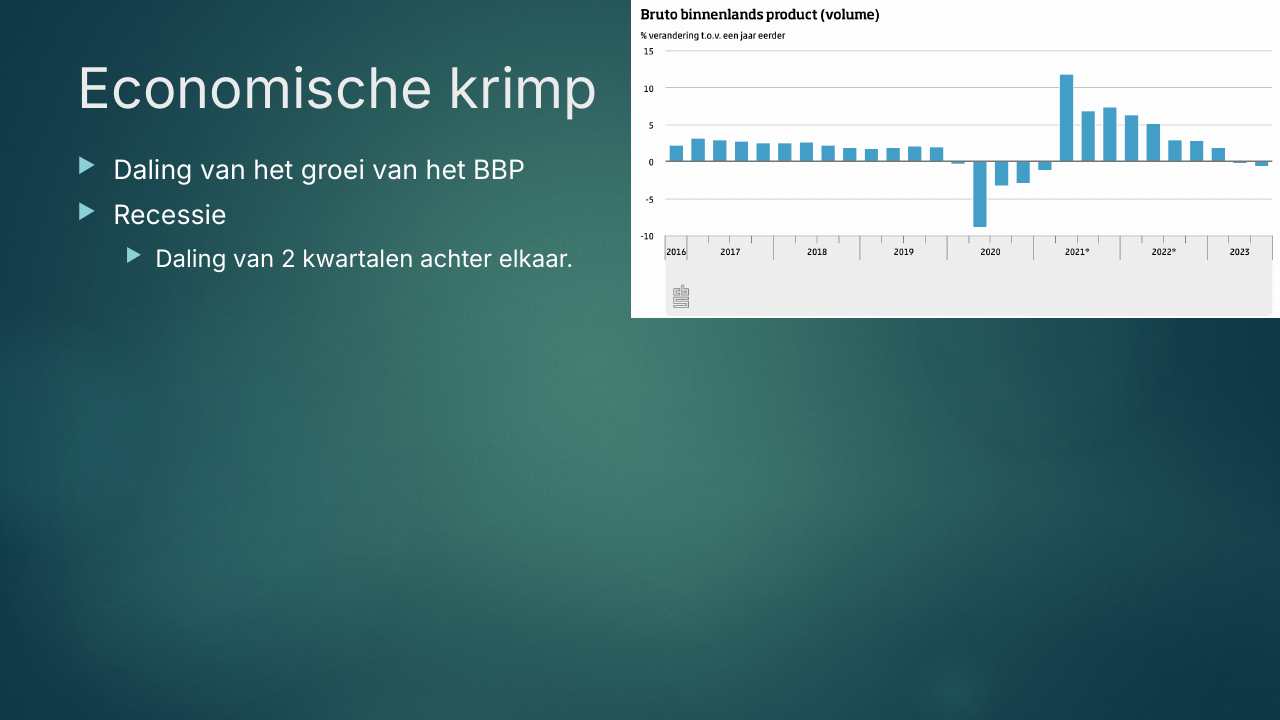 Economische krimp
Daling van het groei van het BBP
Recessie
Daling van 2 kwartalen achter elkaar.
Bruto binnenlands product (volume)
% verandering t.o.v. een jaar eerder
15
10
5
0
-5
-10
2016 2017 2018 2019 2020 2021* 2022* 2023